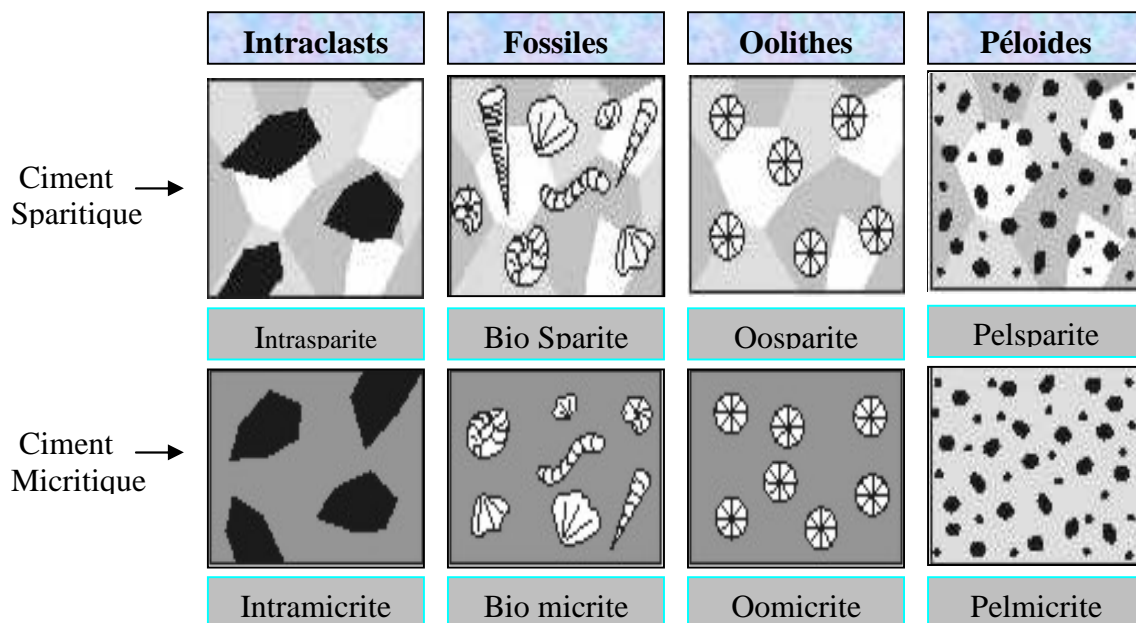 Intraclasts Fossiles Oolithes Péloides
Ciment
Sparitique
Intrasparite Bio Sparite Oosparite Pelsparite
Ciment
Micritique
Intramicrite Bio micrite Oomicrite Pelmicrite